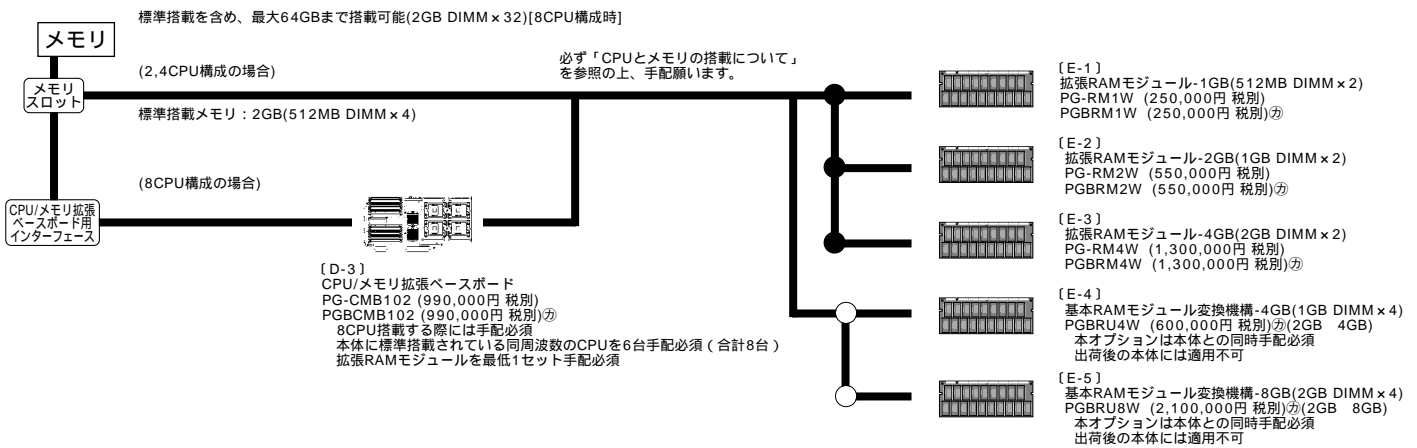 標準搭載を含め、最大64GBまで搭載可能(2GB DIMM×32)[8CPU構成時]
メモリ
(2,4CPU構成の場合)
必ず「CPUとメモリの搭載について」
を参照の上、手配願います。
メモリ
スロット
標準搭載メモリ：2GB(512MB DIMM×4)
(8CPU構成の場合)
CPU/メモリ拡張
ベースボード用
インターフェース
〔D-3〕
CPU/メモリ拡張ベースボード
PG-CMB102 (990,000円 税別)
PGBCMB102 (990,000円 税別)㋕
8CPU搭載する際には手配必須
本体に標準搭載されている同周波数のCPUを6台手配必須（合計8台）
拡張RAMモジュールを最低1セット手配必須
〔E-1〕
拡張RAMモジュール-1GB(512MB DIMM×2)
PG-RM1W (250,000円 税別)
PGBRM1W (250,000円 税別)㋕
〔E-2〕
拡張RAMモジュール-2GB(1GB DIMM×2)
PG-RM2W (550,000円 税別)
PGBRM2W (550,000円 税別)㋕
〔E-3〕
拡張RAMモジュール-4GB(2GB DIMM×2)
PG-RM4W (1,300,000円 税別)
PGBRM4W (1,300,000円 税別)㋕
〔E-4〕
基本RAMモジュール変換機構-4GB(1GB DIMM×4)
PGBRU4W (600,000円 税別)㋕(2GB 4GB)
本オプションは本体との同時手配必須
出荷後の本体には適用不可
〔E-5〕
基本RAMモジュール変換機構-8GB(2GB DIMM×4)
PGBRU8W (2,100,000円 税別)㋕(2GB 8GB)
本オプションは本体との同時手配必須
出荷後の本体には適用不可